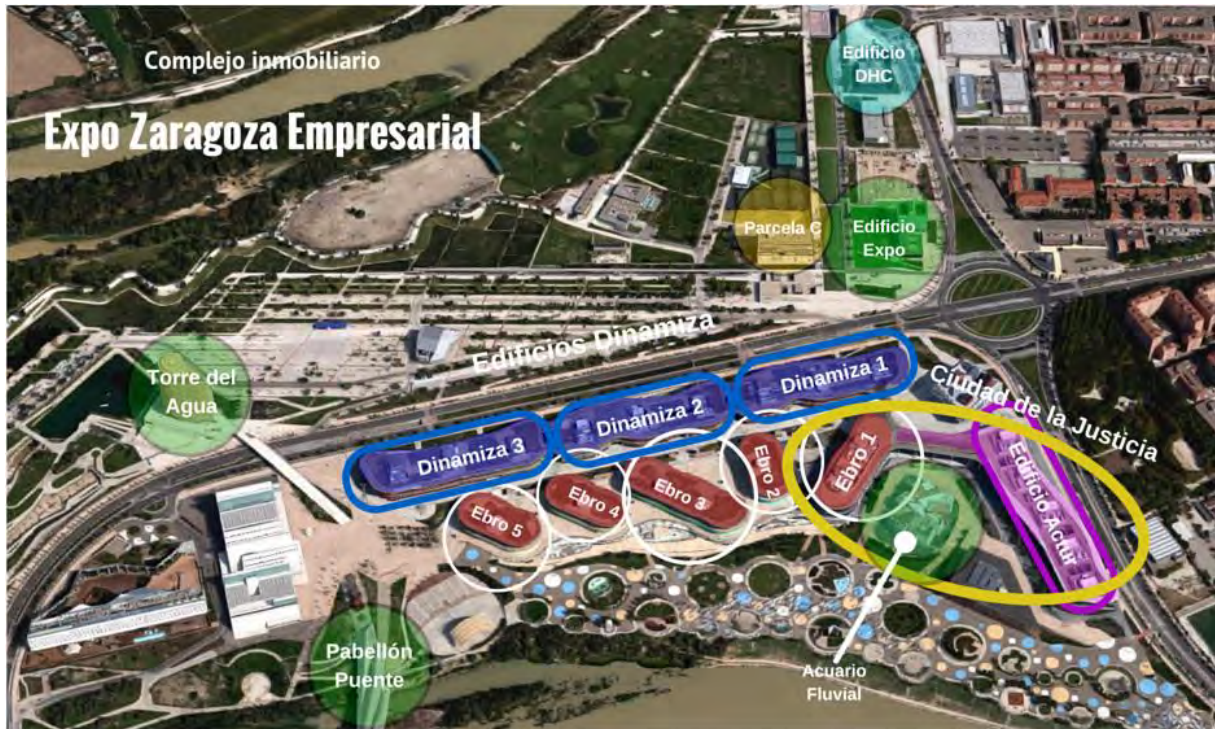 Complejo inmobiliario
Expo Zaragoza Empresarial
Edificio
DHC
Parcela C
Edificio
Expo
Edificios Dinamiza
Torre del
Agua
Dinamiza 1
Dinamiza 2
Dinamiza 3
Ciudad de la Justicia
Ebro 1
Ebro 2
Ebro 3
Ebro 4
Ebro 5
Edificio Actur
Pabellón
Puente
Acuario
Fluvial